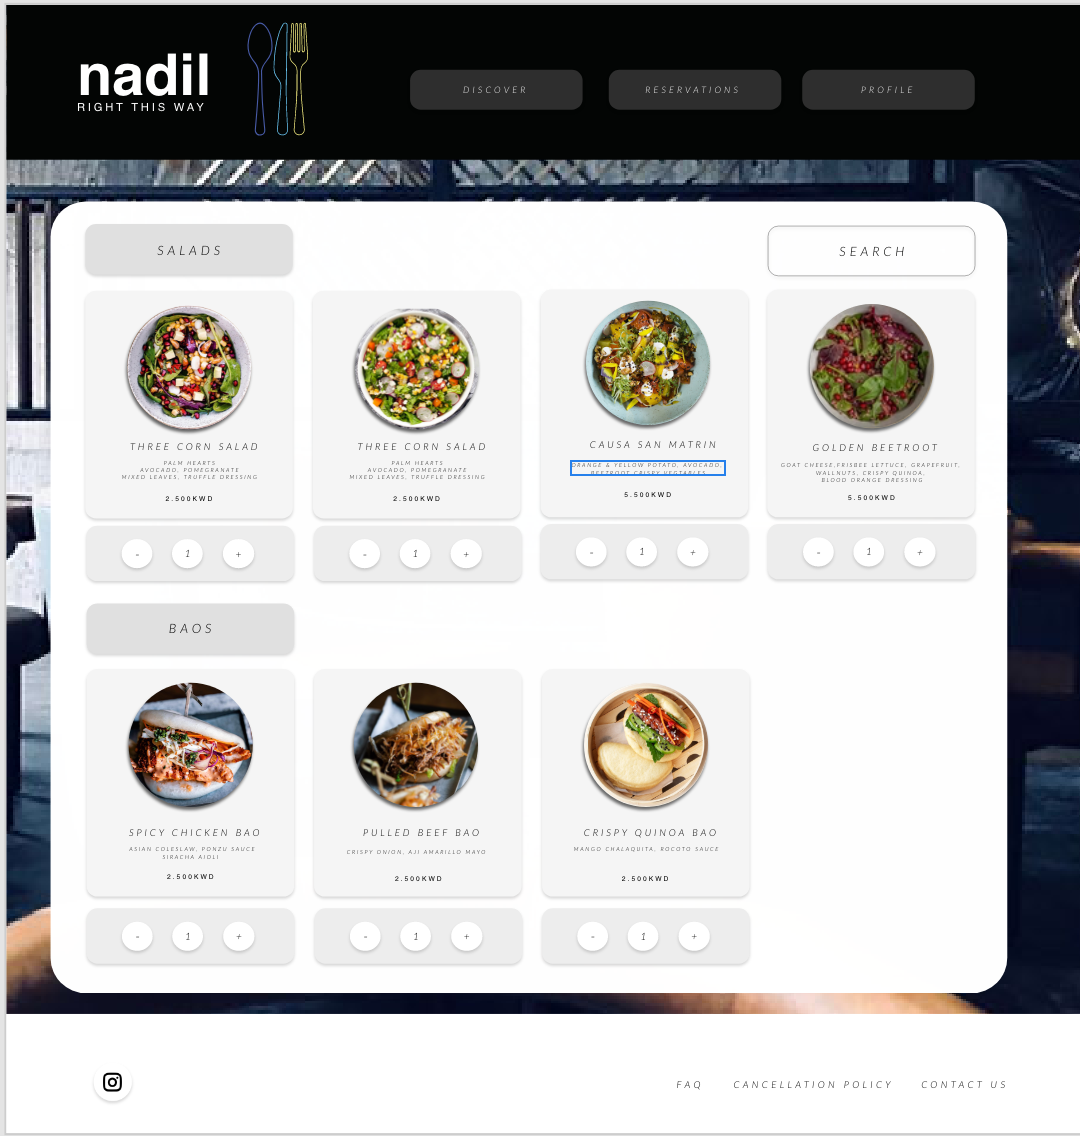 nadil
RIGHT THIS WAY
DISCOVER
RESERVATIONS
PROFILE
SALADS
SEARCH
THREE CORN SALAD
PALM HEARTS
AVOCADO, POMEGRANATE
MIXED LEAVES, TRUFFLE DRESSING
2.500KWD
THREE CORN SALAD
PALM HEARTS
AVOCADO, POMEGRANATE
MIXED LEAVES, TRUFFLE DRESSING
2.500KWD
CAUSA SAN MATRIN
ORANGE & YELLOW POTATO, AVOCADO,
BEETROOT CRISPY VEGTABLES
5.500KWD
GOLDEN BEETROOT
GOAT CHEESE,FRISBEE LETTUCE, GRAPEFRUIT,
WALLNUTS, CRISPY QUINOA,
BLOOD ORANGE DRESSING
5.500KWD
- 1 +
- 1 +
- 1 +
- 1 +
BAOS
SPICY CHICKEN BAO
ASIAN COLESLAW, PONZU SAUCE
SIRACHA AIOLI
2.500KWD
PULLED BEEF BAO
CRISPY ONION, AJI AMARILLO MAYO
2.500KWD
CRISPY QUINOA BAO
MANGO CHALAQUITA, ROCOTO SAUCE
2.500KWD
- 1 +
- 1 +
- 1 +
FAQ
CANCELLATION POLICY
CONTACT US